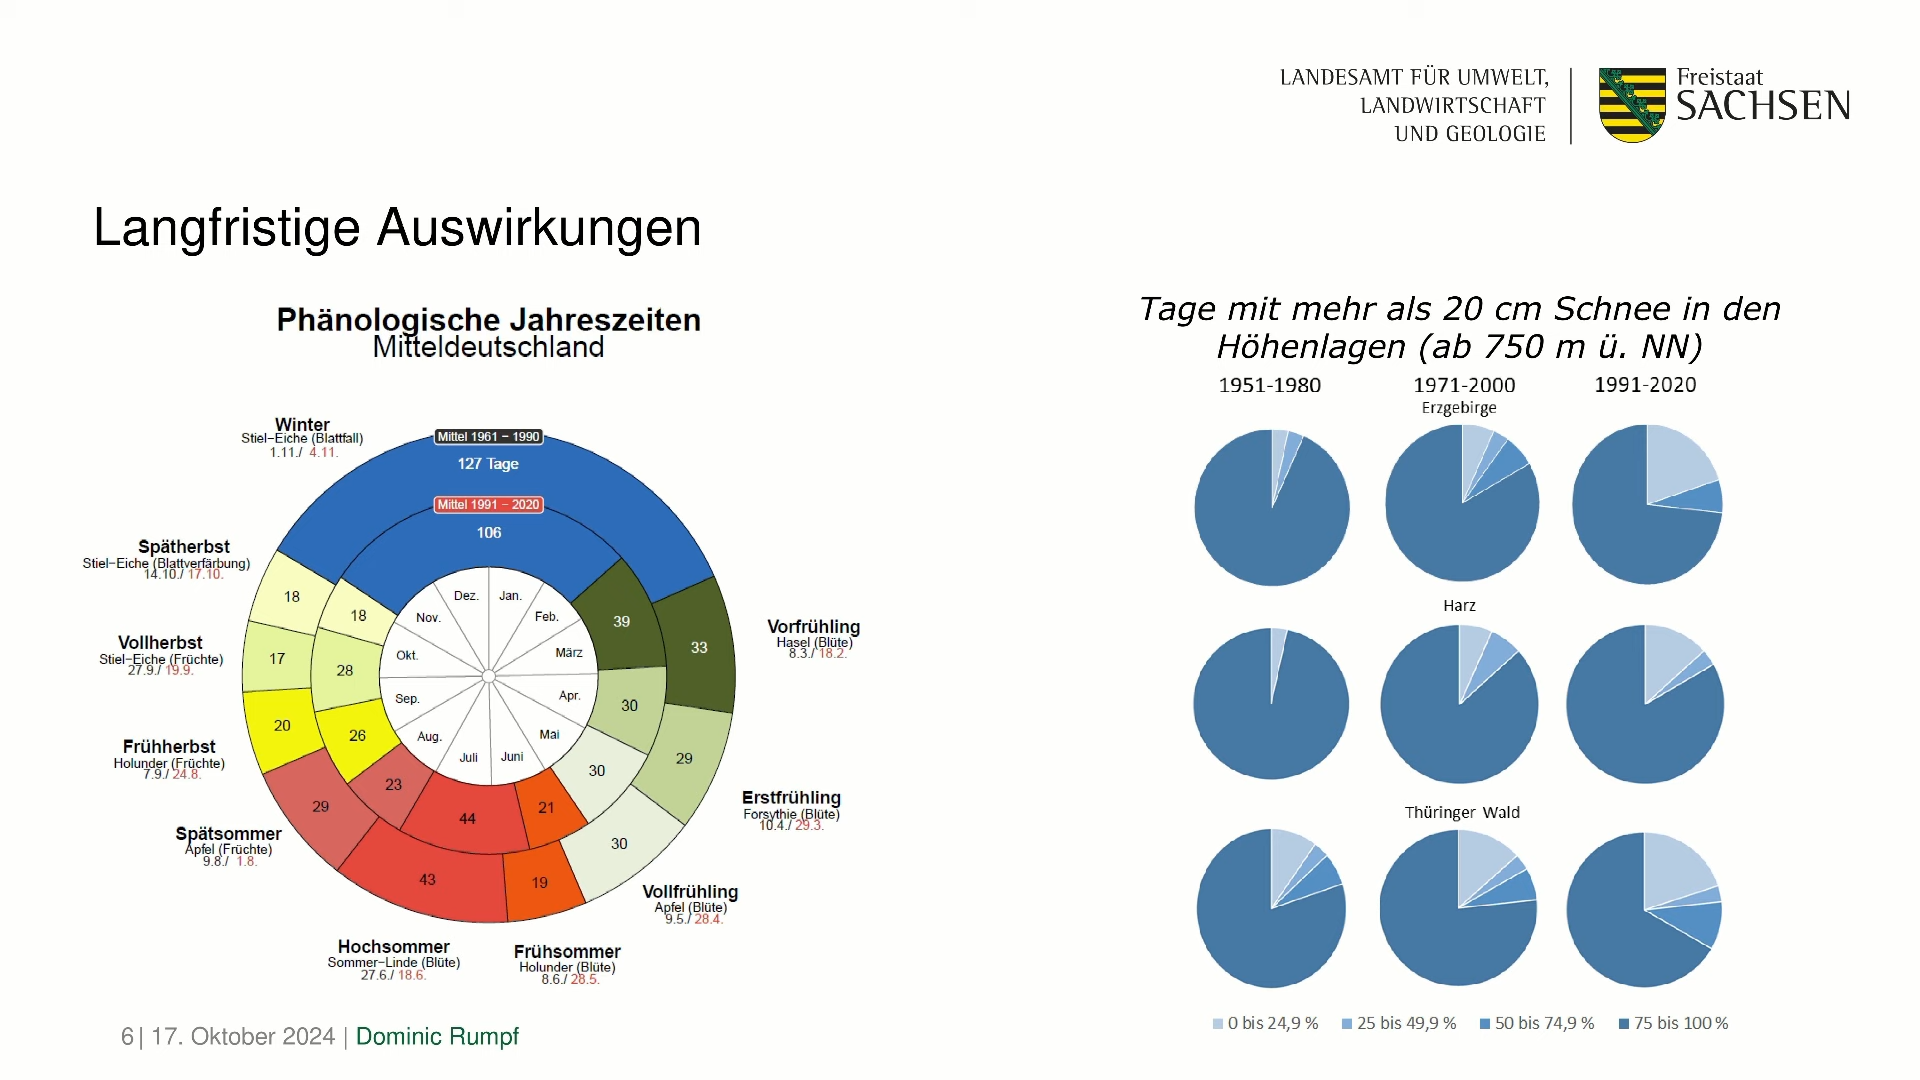 LANDESAMT FÜR UMWELT,
LANDWIRTSCHAFT
UND GEOLOGIE
Freistaat
SACHSEN
Langfristige Auswirkungen
Phänologische Jahreszeiten
Mitteldeutschland
Winter
Stiel-Eiche (Blattfall)
1.11./ 4.11.
Mittel 1961 – 1990
127 Tage
Mittel 1991 – 2020
106
Spätherbst
Stiel-Eiche (Blattverfärbung)
14.10./ 17.10.
18
18
Vollherbst
Stiel-Eiche (Früchte)
27.9./ 19.9.
17
28
Frühherbst
Holunder (Früchte)
7.9./ 24.8.
20
26
Spätsommer
Apfel (Früchte)
9.8./ 1.8.
29
23
Hochsommer
Sommer-Linde (Blüte)
27.6./ 18.6.
43
44
Frühsommer
Holunder (Blüte)
8.6./ 28.5.
19
21
Vollfrühling
Apfel (Blüte)
9.5./ 28.4.
30
30
Erstfrühling
Forsythie (Blüte)
10.4./ 29.3.
29
30
Vorfrühling
Hasel (Blüte)
8.3./ 18.2.
33
39
Jan.
Feb.
März
Apr.
Mai
Juni
Juli
Aug.
Sep.
Okt.
Nov.
Dez.
Tage mit mehr als 20 cm Schnee in den
Höhenlagen (ab 750 m ü. NN)
1951-1980 1971-2000 1991-2020
Erzgebirge
Harz
Thüringer Wald
0 bis 24,9 % 25 bis 49,9 % 50 bis 74,9 % 75 bis 100 %
6 | 17. Oktober 2024 | Dominic Rumpf